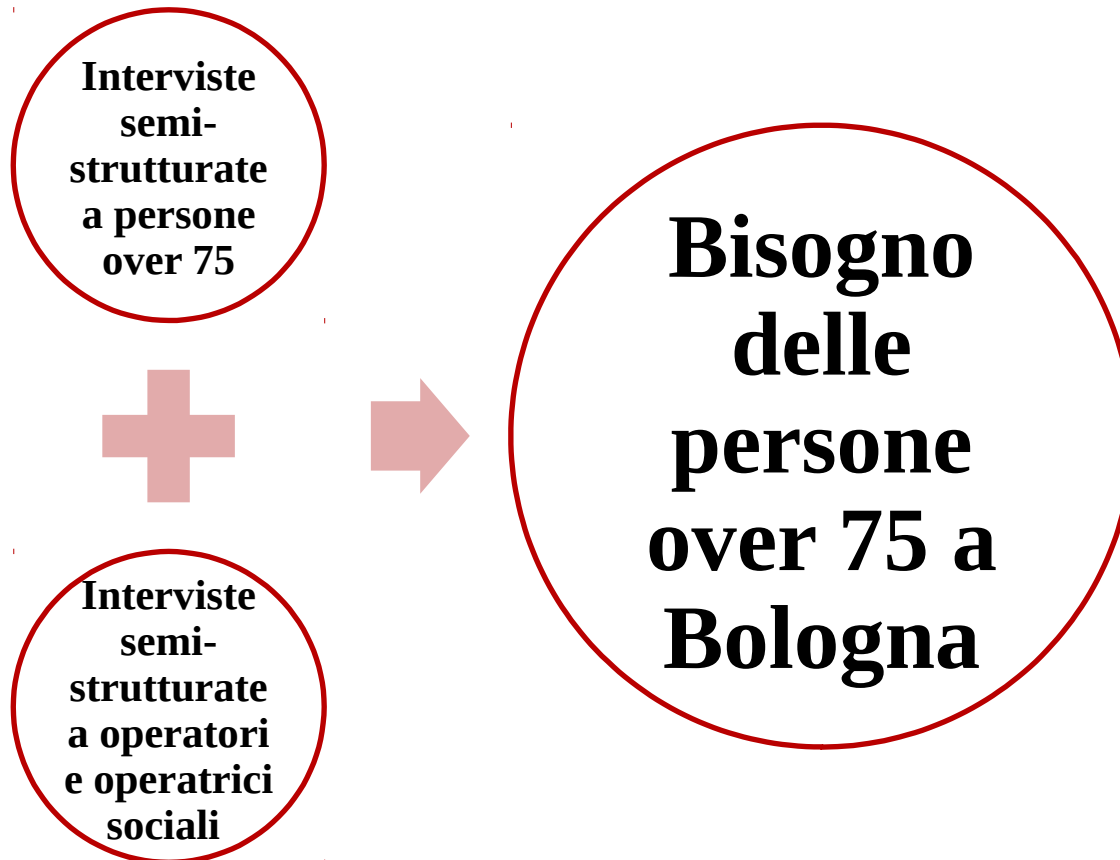 Interviste
semi-
strutturate
a persone
over 75
Interviste
semi-
strutturate
a operatori
e operatrici
sociali
Bisogno
delle
persone
over 75 a
Bologna